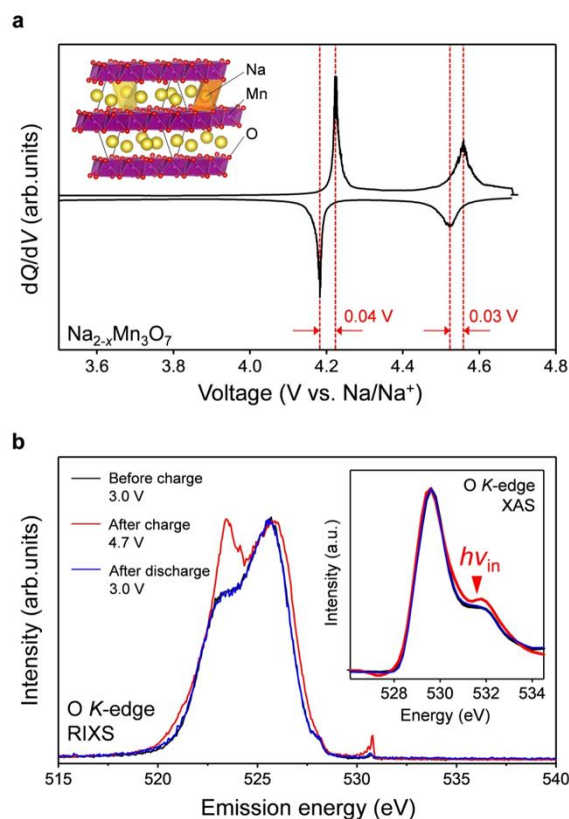 a
Na
Mn
O
dQ/dV (arb.units)
0.04 V
0.03 V
Na₂₋ₓMn₃O₇
3.6 3.8 4.0 4.2 4.4 4.6 4.8
Voltage (V vs. Na/Na⁺)
b
Before charge
3.0 V
After charge
4.7 V
After discharge
3.0 V
O K-edge
XAS
hνin
Intensity (a.u.)
528 530 532 534
Energy (eV)
Intensity (arb.units)
O K-edge
RIXS
515 520 525 530 535 540
Emission energy (eV)